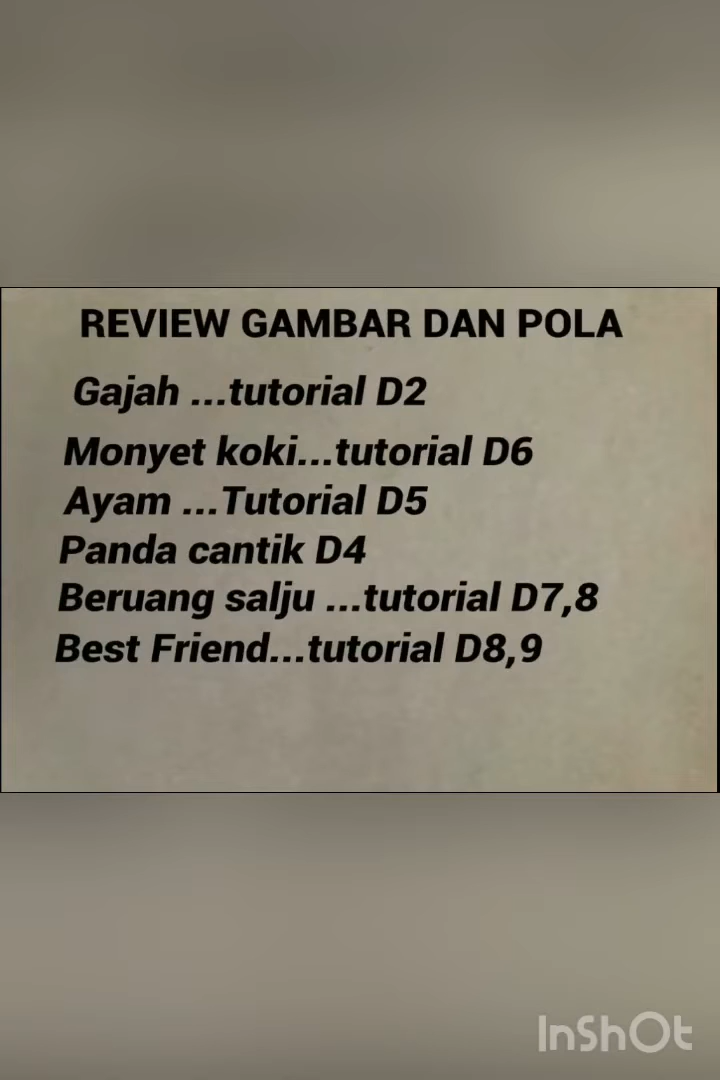 REVIEW GAMBAR DAN POLA
Gajah ...tutorial D2
Monyet koki...tutorial D6
Ayam ...Tutorial D5
Panda cantik D4
Beruang salju ...tutorial D7,8
Best Friend...tutorial D8,9
InShOt